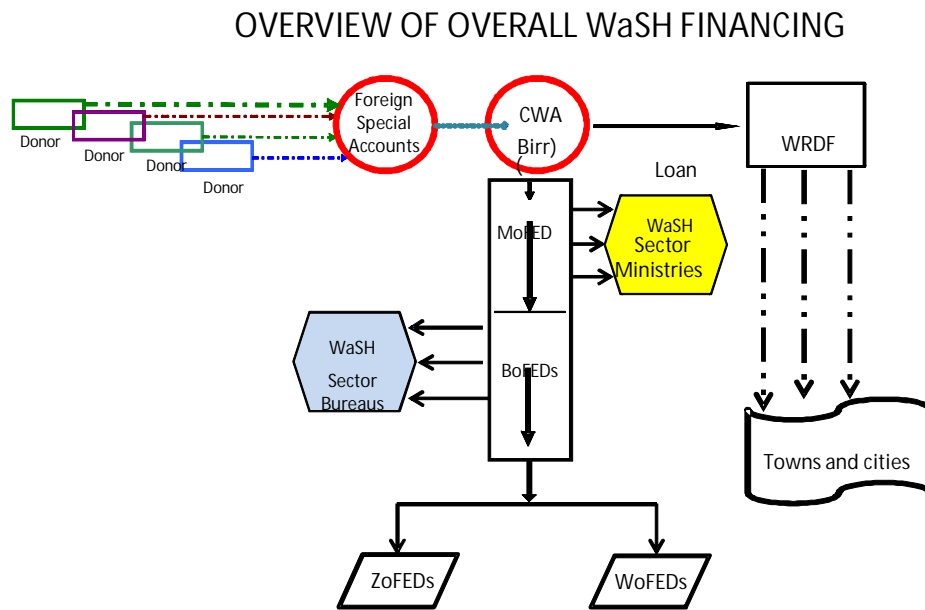 OVERVIEW OF OVERALL WaSH FINANCING
Donor
Donor
Donor
Donor
Foreign
Special
Accounts
CWA
Birr)
(
WRDF
Loan
MoFED
WaSH
Sector
Ministries
WaSH
Sector
Bureaus
BoFEDs
Towns and cities
ZoFEDs
WoFEDs